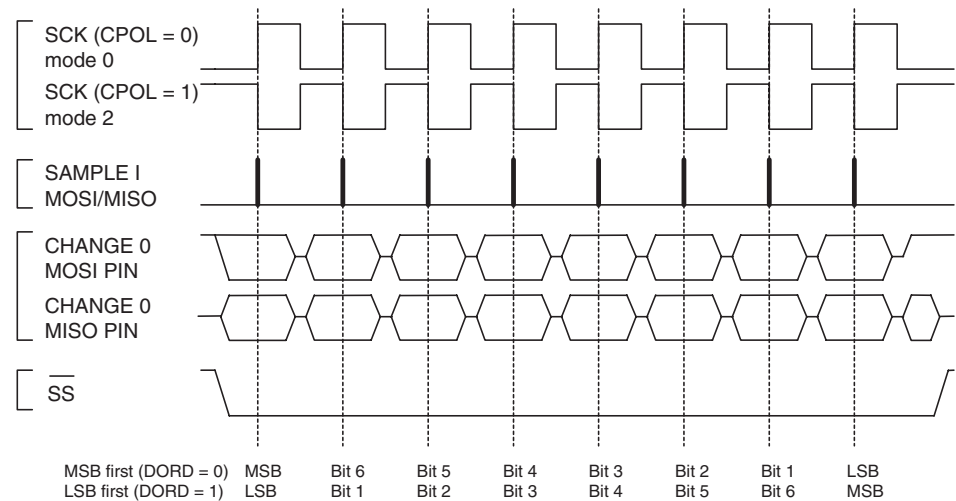 SCK (CPOL = 0)
mode 0
SCK (CPOL = 1)
mode 2
SAMPLE I
MOSI/MISO
CHANGE 0
MOSI PIN
CHANGE 0
MISO PIN
SS
MSB first (DORD = 0) MSB Bit 6 Bit 5 Bit 4 Bit 3 Bit 2 Bit 1 LSB
LSB first (DORD = 1) LSB Bit 1 Bit 2 Bit 3 Bit 4 Bit 5 Bit 6 MSB